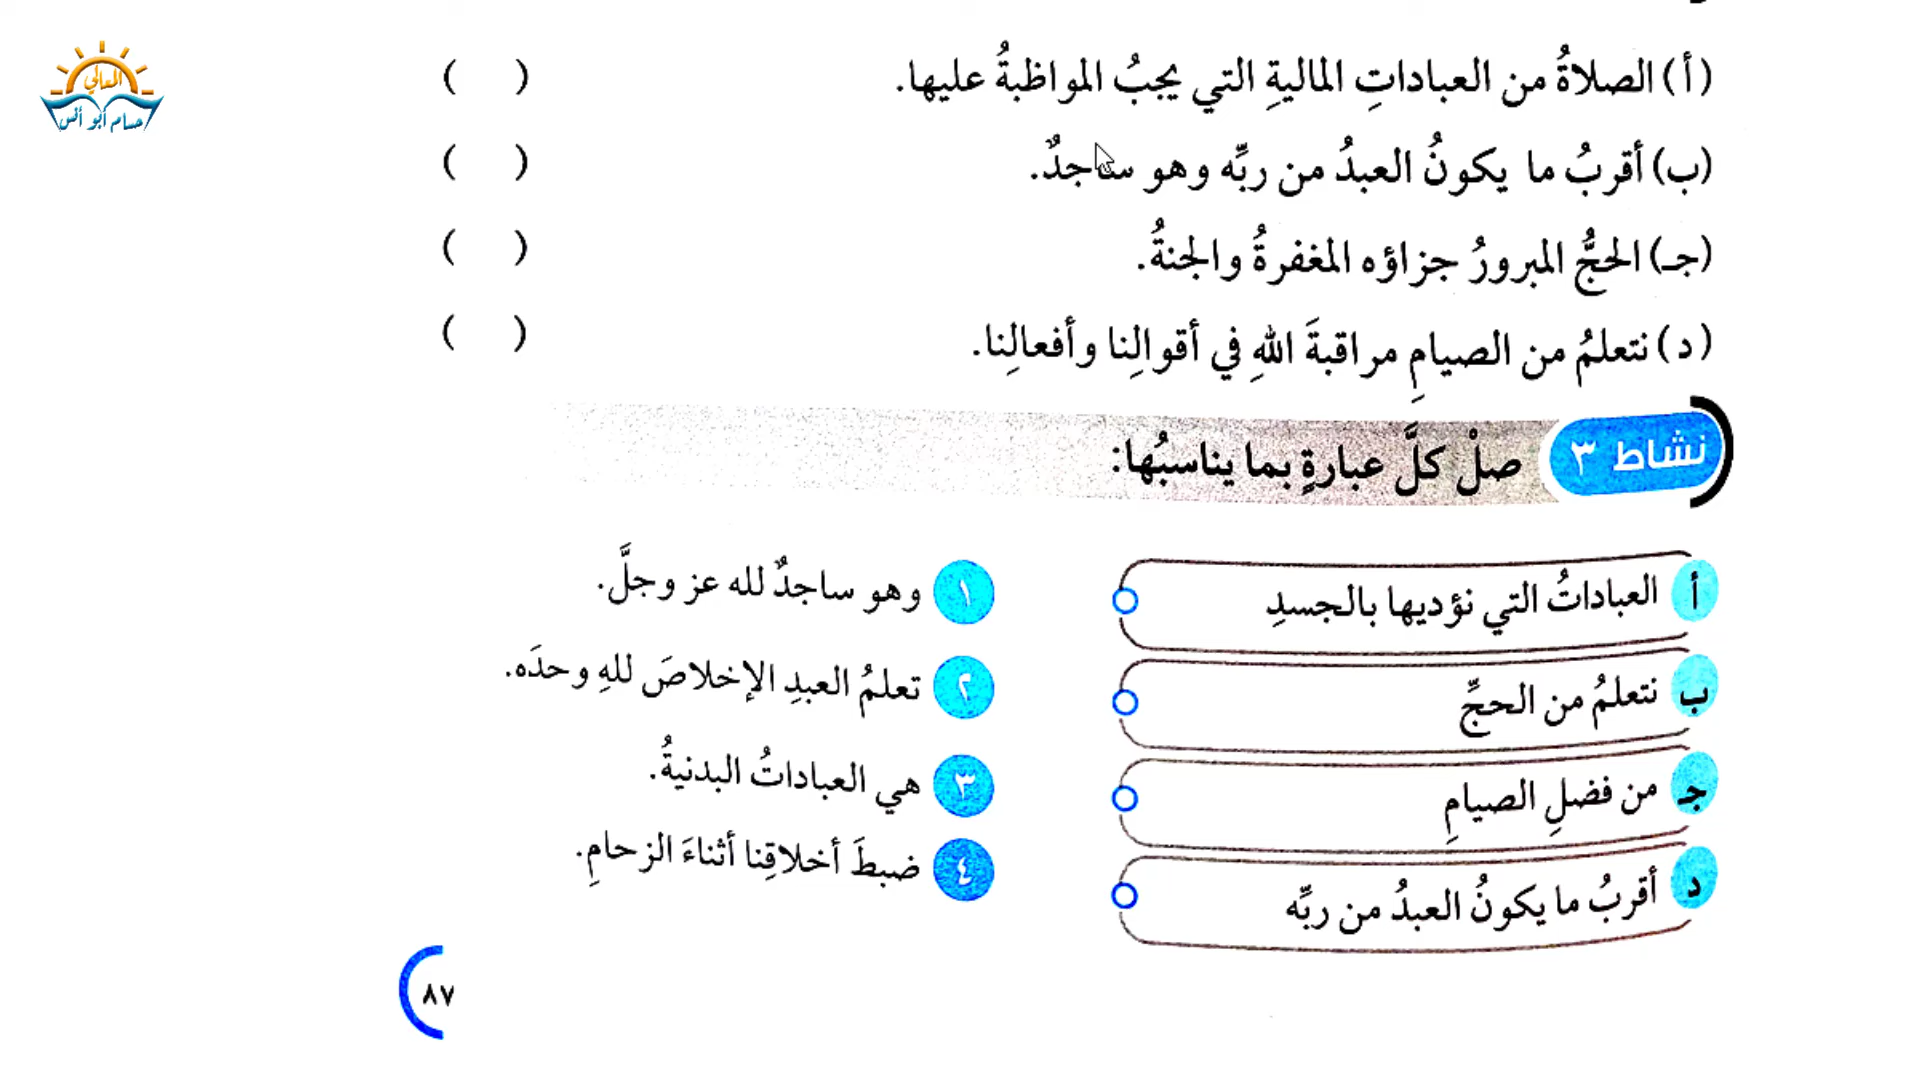 المعالي
حسام أبو أنس
(أ) الصلاةُ من العباداتِ الماليةِ التي يجبُ المواظبةُ عليها. ( )
(ب) أقربُ ما يكونُ العبدُ من ربِّه وهو ساجدٌ. ( )
(جـ) الحجُّ المبرورُ جزاؤه المغفرةُ والجنةُ. ( )
(د) نتعلمُ من الصيامِ مراقبةَ اللهِ في أقوالِنا وأفعالِنا. ( )
نشاط ٣ صلْ كلَّ عبارةٍ بما يناسبُها:
أ العباداتُ التي نؤديها بالجسدِ
ب نتعلمُ من الحجِّ
جـ من فضلِ الصيامِ
د أقربُ ما يكونُ العبدُ من ربِّه
١ وهو ساجدٌ لله عز وجلَّ.
٢ تعلمُ العبدِ الإخلاصَ للهِ وحدَه.
٣ هي العباداتُ البدنيةُ.
٤ ضبطَ أخلاقِنا أثناءَ الزحامِ.
٨٧